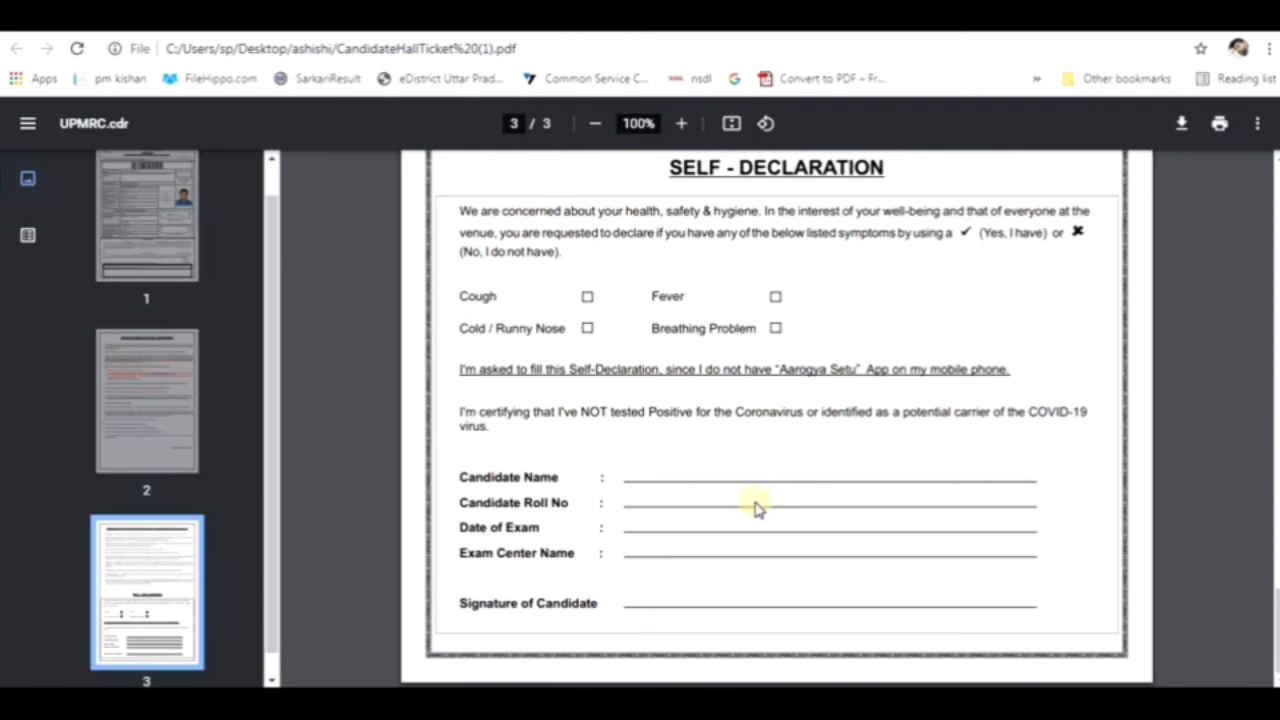 File C:/Users/sp/Desktop/ashishi/CandidateHallTicket%20(1).pdf
Apps pm kishan FileHippo.com SarkariResult eDistrict Uttar Prad... Common Service C... nsdl Convert to PDF – Fr... » Other bookmarks Reading list
UPMRC.cdr 3 / 3 — 100% +
1
2
3
SELF - DECLARATION
We are concerned about your health, safety & hygiene. In the interest of your well-being and that of everyone at the
venue, you are requested to declare if you have any of the below listed symptoms by using a ✓ (Yes, I have) or ✖
(No, I do not have).
Cough ☐ Fever ☐
Cold / Runny Nose ☐ Breathing Problem ☐
I'm asked to fill this Self-Declaration, since I do not have “Aarogya Setu” App on my mobile phone.
I'm certifying that I've NOT tested Positive for the Coronavirus or identified as a potential carrier of the COVID-19
virus.
Candidate Name :
Candidate Roll No :
Date of Exam :
Exam Center Name :
Signature of Candidate